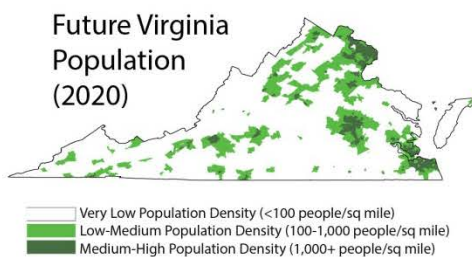 Future Virginia
Population
(2020)
Very Low Population Density (<100 people/sq mile)
Low-Medium Population Density (100-1,000 people/sq mile)
Medium-High Population Density (1,000+ people/sq mile)